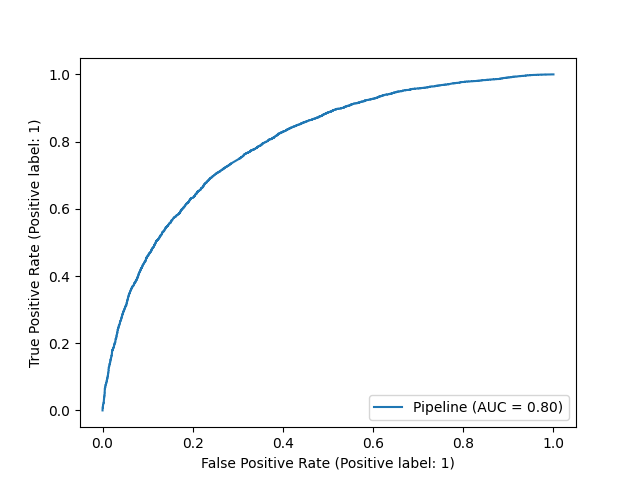 1.0
0.8
0.6
0.4
0.2
0.0
True Positive Rate (Positive label: 1)
0.0 0.2 0.4 0.6 0.8 1.0
False Positive Rate (Positive label: 1)
Pipeline (AUC = 0.80)